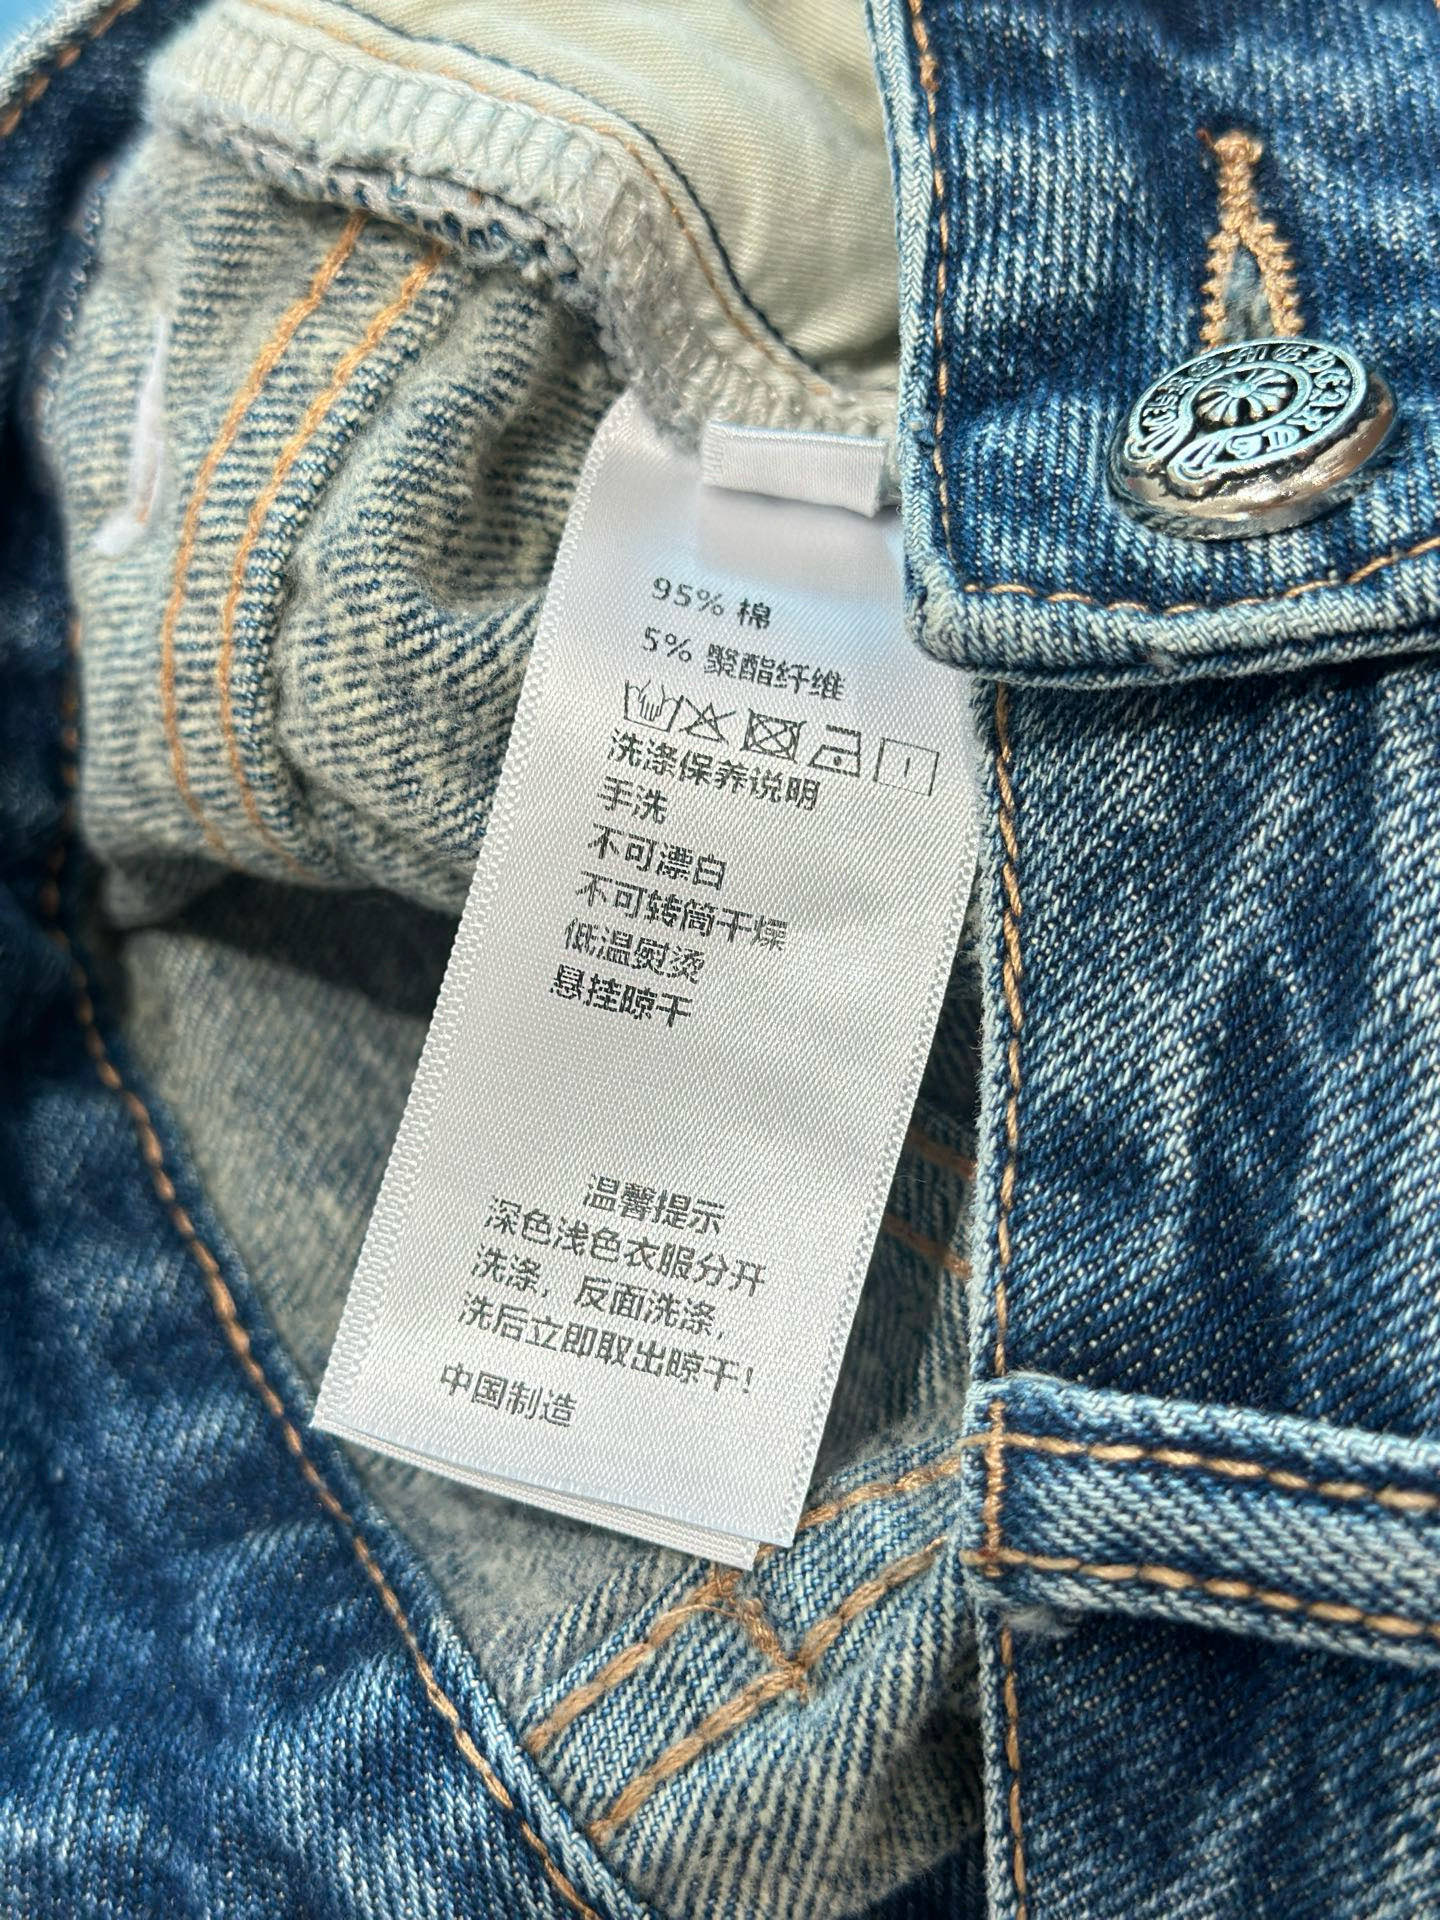 95% 棉
5% 聚酯纤维
洗涤保养说明
手洗
不可漂白
不可转筒干燥
低温熨烫
悬挂晾干
温馨提示
深色浅色衣服分开
洗涤，反面洗涤，
洗后立即取出晾干！
中国制造